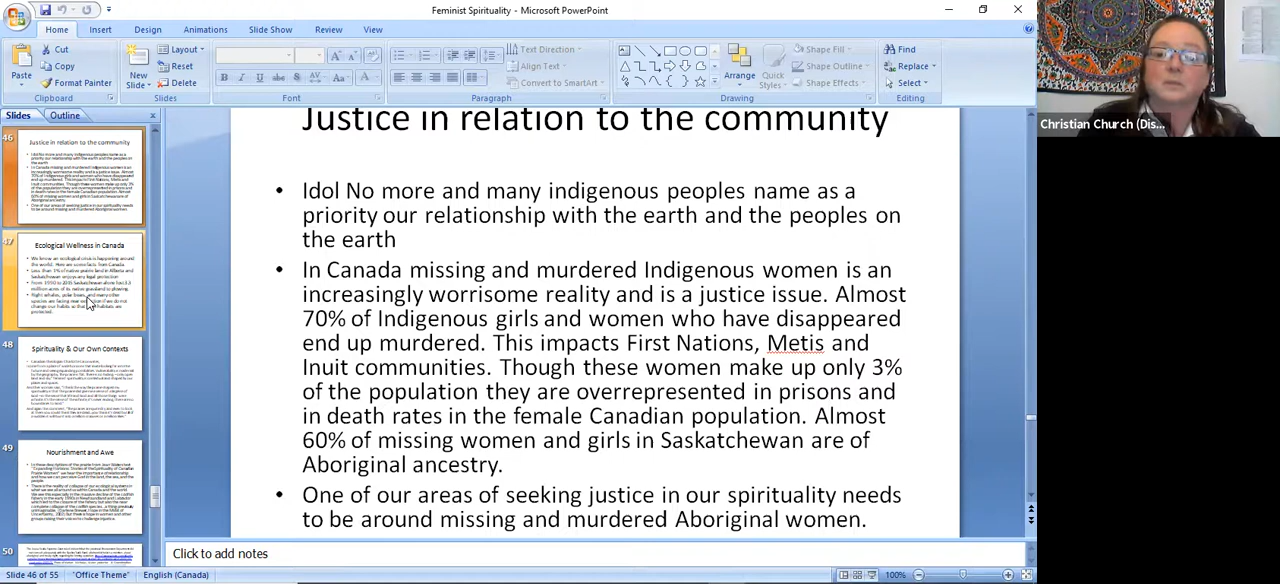 Feminist Spirituality - Microsoft PowerPoint
Home Insert Design Animations Slide Show Review View
Paste
Cut
Copy
Format Painter
Clipboard
New Slide
Layout
Reset
Delete
Slides
B I U abc S AV Aa A
Font
Text Direction
Align Text
Convert to SmartArt
Paragraph
Arrange
Quick Styles
Shape Fill
Shape Outline
Shape Effects
Drawing
Find
Replace
Select
Editing
Christian Church (Dis...
Slides Outline
46
Justice in relation to the community
47
Ecological Wellness in Canada
48
Spirituality & Our Own Contexts
49
Nourishment and Awe
50
Justice in relation to the community
• Idol No more and many indigenous peoples name as a
priority our relationship with the earth and the peoples on
the earth
• In Canada missing and murdered Indigenous women is an
increasingly worrisome reality and is a justice issue. Almost
70% of Indigenous girls and women who have disappeared
end up murdered. This impacts First Nations, Metis and
Inuit communities. Though these women make up only 3%
of the population they are overrepresented in prisons and
in death rates in the female Canadian population. Almost
60% of missing women and girls in Saskatchewan are of
Aboriginal ancestry.
• One of our areas of seeking justice in our spirituality needs
to be around missing and murdered Aboriginal women.
Click to add notes
Slide 46 of 55 "Office Theme" English (Canada) 100%